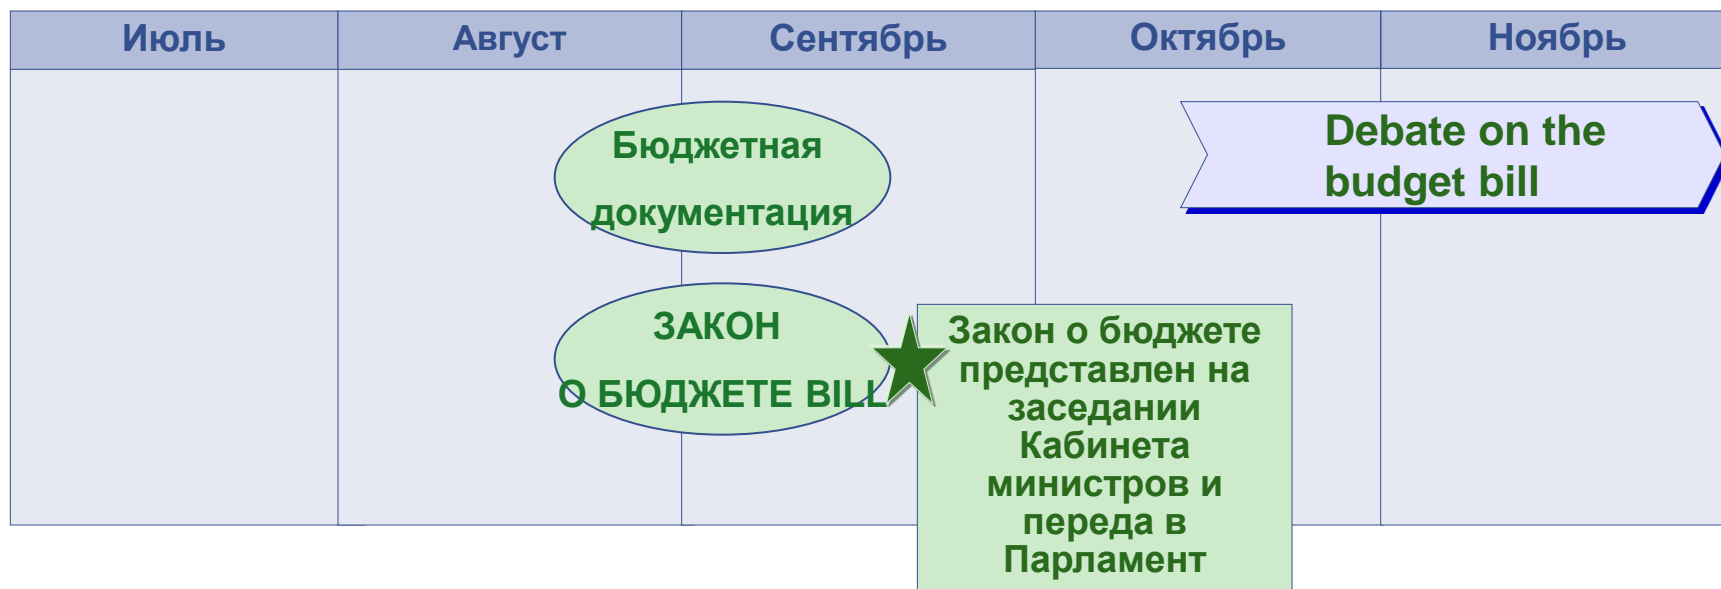 Июль
Август
Сентябрь
Октябрь
Ноябрь
Бюджетная
документация
Debate on the
budget bill
ЗАКОН
О БЮДЖЕТЕ BILL
Закон о бюджете
представлен на
заседании
Кабинета
министров и
переда в
Парламент